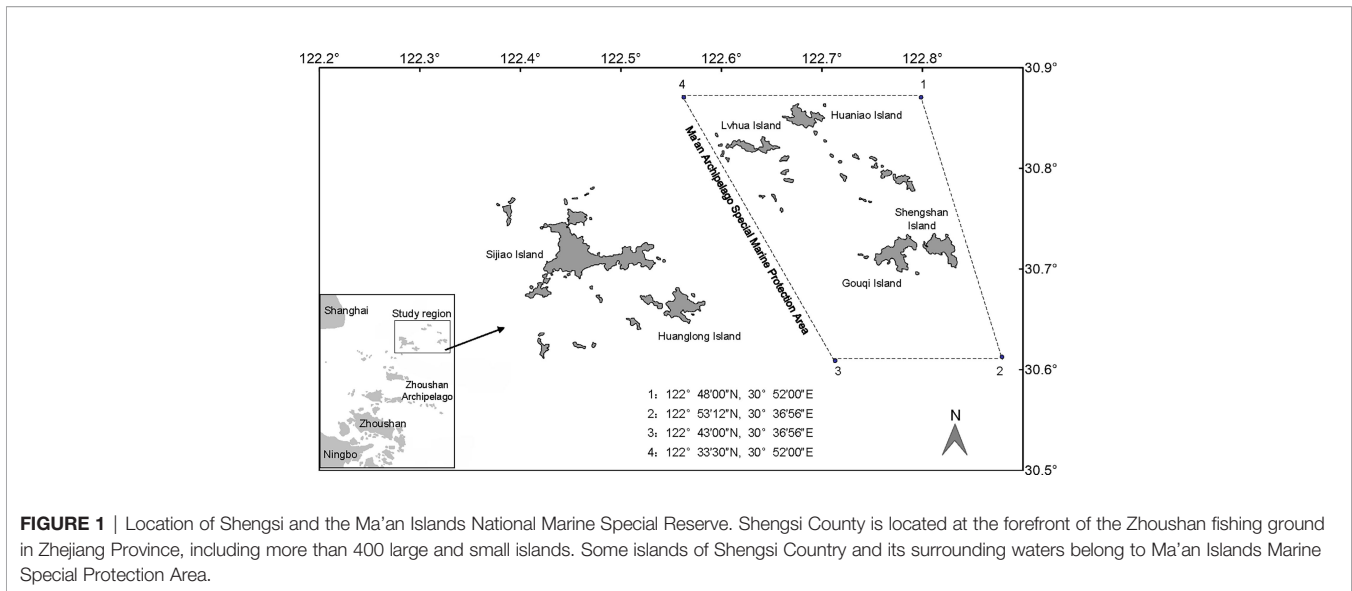 122.2° 122.3° 122.4° 122.5° 122.6° 122.7° 122.8°
30.9°
4
1
Huaniao Island
Lvhua Island
30.8°
Ma'an Archipelago Special Marine Protection Area
Shengshan
Island
Sijiao Island
30.7°
Gouqi Island
Shanghai
Study region
Huanglong Island
30.6°
3
2
Zhoushan
Archipelago
1: 122° 48'00"N, 30° 52'00"E
2: 122° 53'12"N, 30° 36'56"E
3: 122° 43'00"N, 30° 36'56"E
4: 122° 33'30"N, 30° 52'00"E
N
Zhoushan
Ningbo
30.5°
FIGURE 1 | Location of Shengsi and the Ma'an Islands National Marine Special Reserve. Shengsi County is located at the forefront of the Zhoushan fishing ground
in Zhejiang Province, including more than 400 large and small islands. Some islands of Shengsi Country and its surrounding waters belong to Ma'an Islands Marine
Special Protection Area.